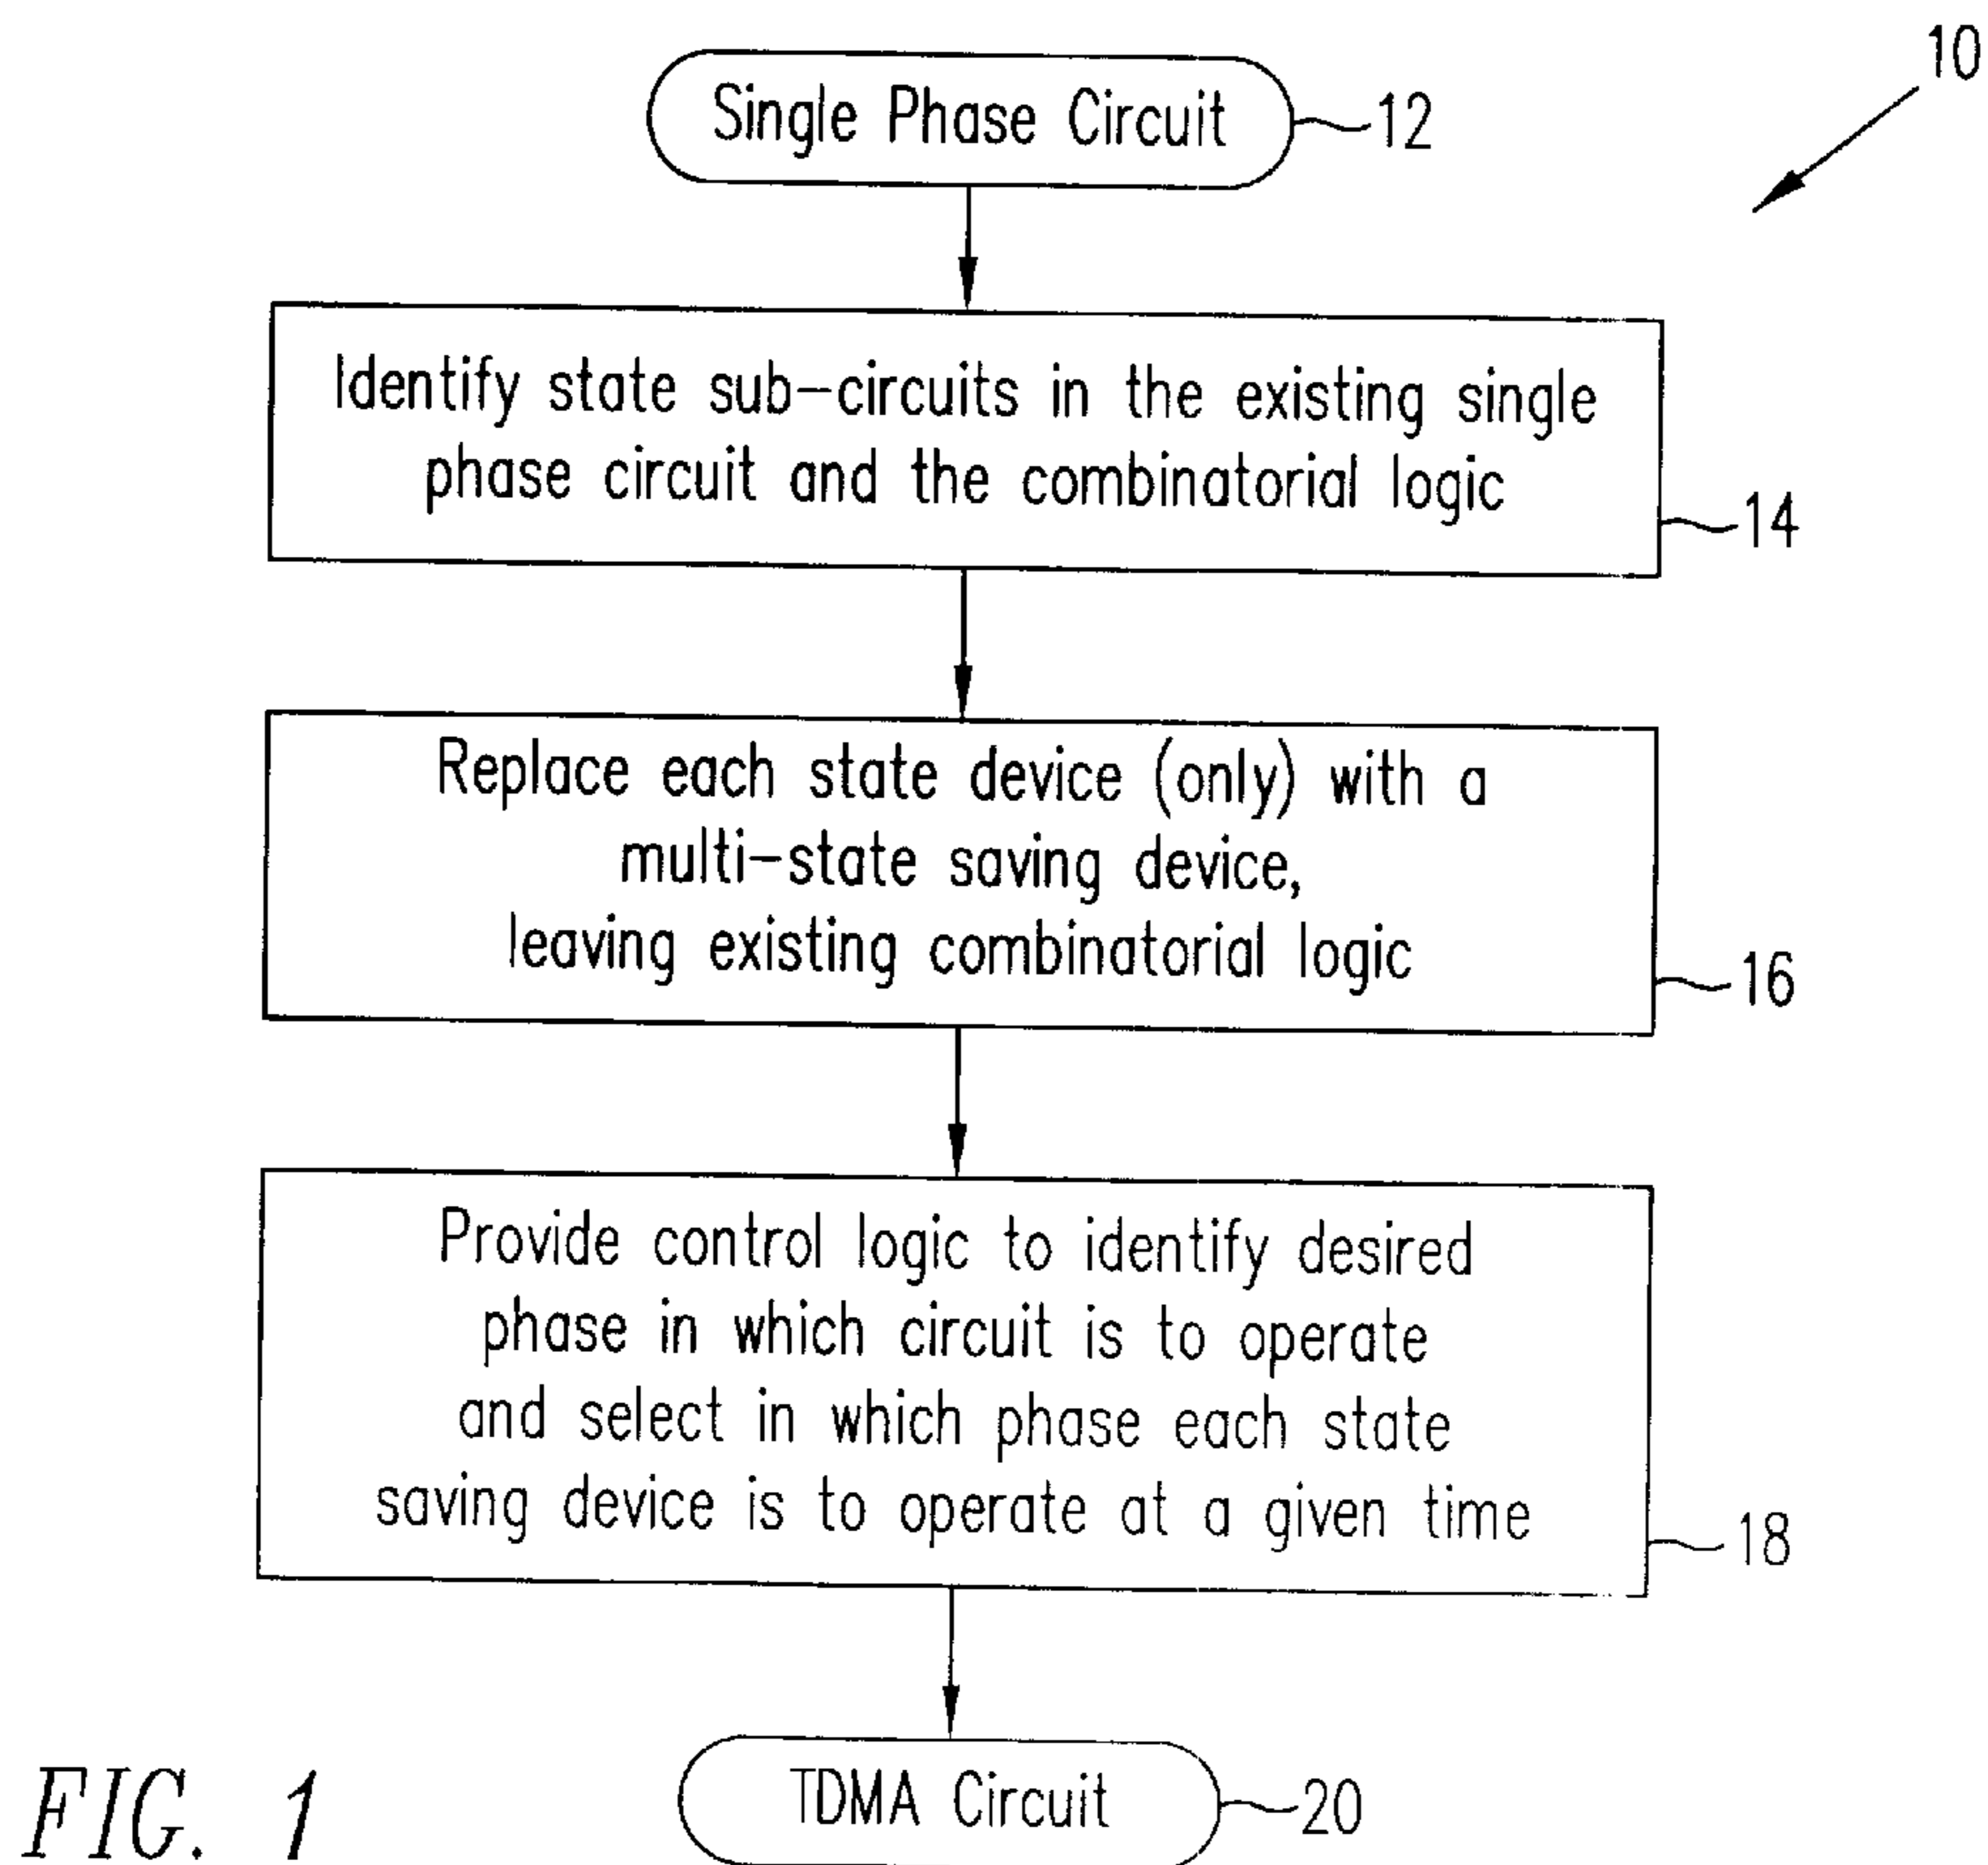 10
Single Phase Circuit
12
Identify state sub-circuits in the existing single
phase circuit and the combinatorial logic
14
Replace each state device (only) with a
multi-state saving device,
leaving existing combinatorial logic
16
Provide control logic to identify desired
phase in which circuit is to operate
and select in which phase each state
saving device is to operate at a given time
18
TDMA Circuit
20
FIG. 1